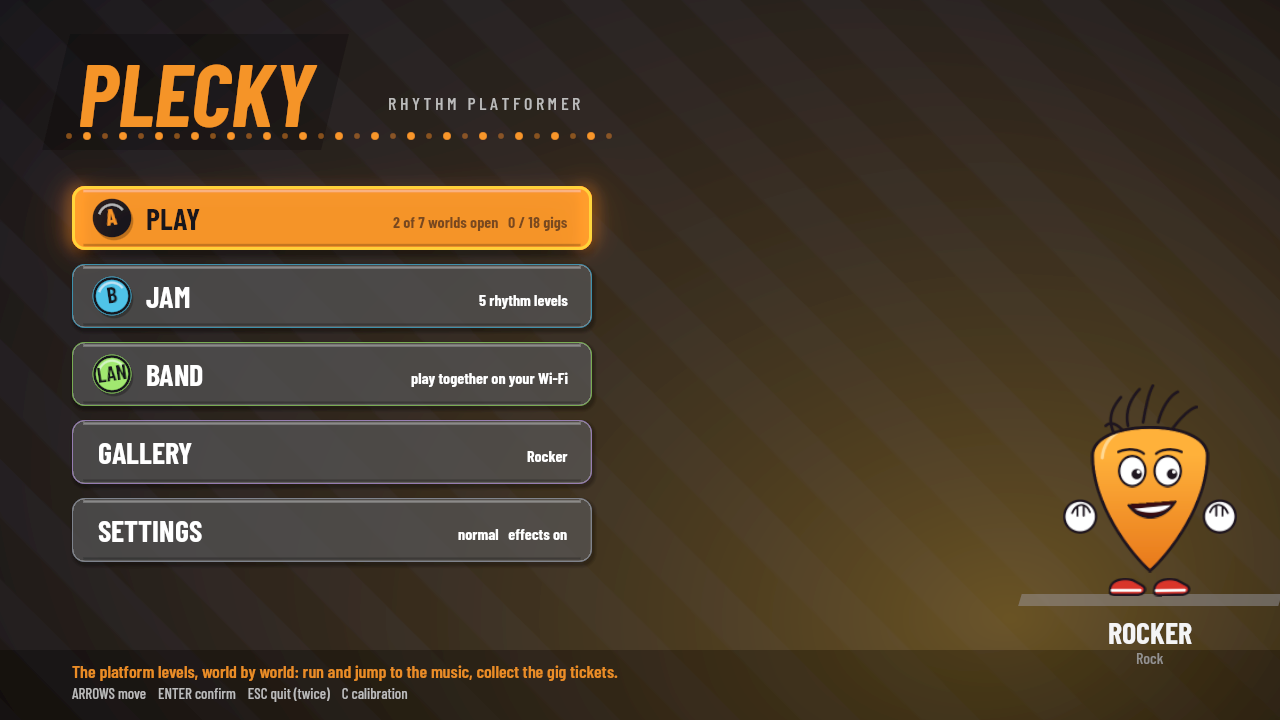 PLECKY
RHYTHM PLATFORMER
A PLAY 2 of 7 worlds open 0 / 18 gigs
B JAM 5 rhythm levels
LAN BAND play together on your Wi-Fi
GALLERY Rocker
SETTINGS normal effects on
ROCKER
Rock
The platform levels, world by world: run and jump to the music, collect the gig tickets.
ARROWS move ENTER confirm ESC quit (twice) C calibration